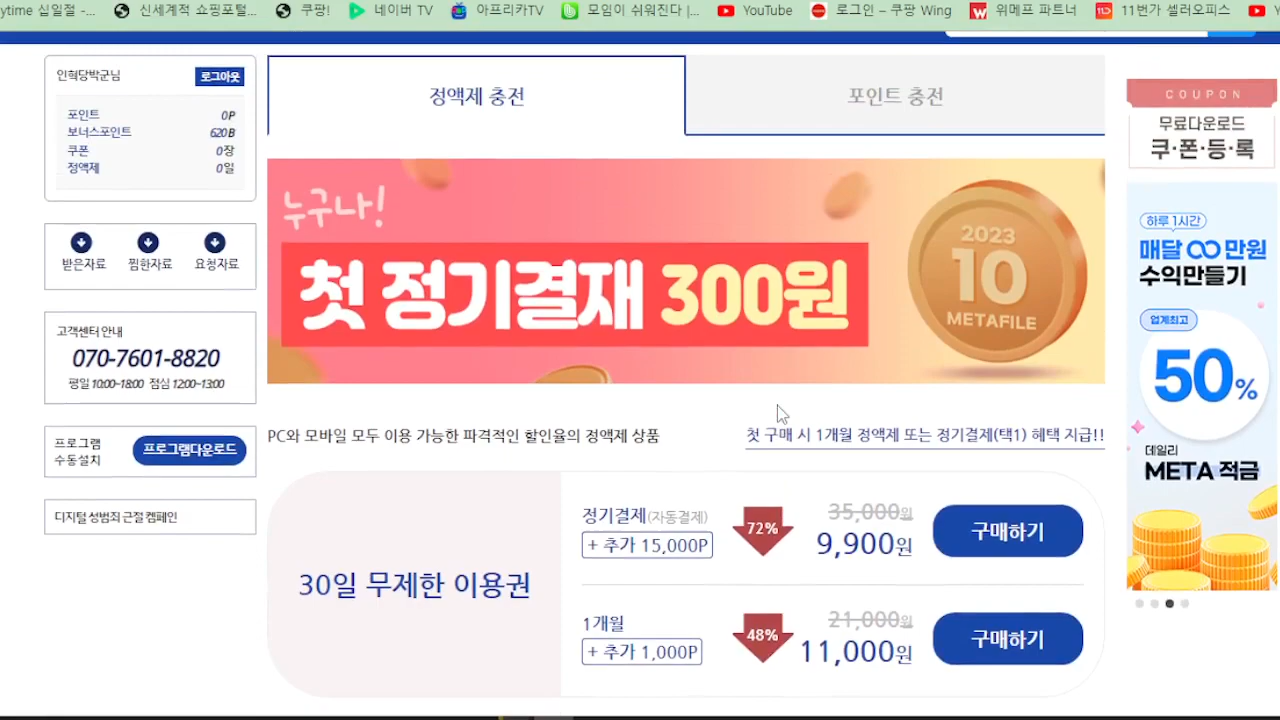 ytime 십일절 -...
신세계적 쇼핑포털...
쿠팡!
네이버 TV
아프리카TV
모임이 쉬워진다 |...
YouTube
로그인 – 쿠팡 Wing
위메프 파트너
11번가 셀러오피스
인혁당박군님
로그아웃
포인트 0P
보너스포인트 620B
쿠폰 0장
정액제 0일
받은자료 찜한자료 요청자료
고객센터 안내
070-7601-8820
평일 10:00~18:00 점심 12:00~13:00
프로그램
수동설치
프로그램다운로드
디지털 성범죄 근절 캠페인
정액제 충전
포인트 충전
누구나!
첫 정기결재 300원
2023
10
METAFILE
PC와 모바일 모두 이용 가능한 파격적인 할인율의 정액제 상품
첫 구매 시 1개월 정액제 또는 정기결제(택1) 혜택 지급!!
30일 무제한 이용권
정기결제(자동결제)
+ 추가 15,000P
72%
35,000원
9,900원
구매하기
1개월
+ 추가 1,000P
48%
21,000원
11,000원
구매하기
COUPON
무료다운로드
쿠·폰·등·록
하루 1시간
매달 ∞만원
수익만들기
업계최고
50%
데일리
META 적금